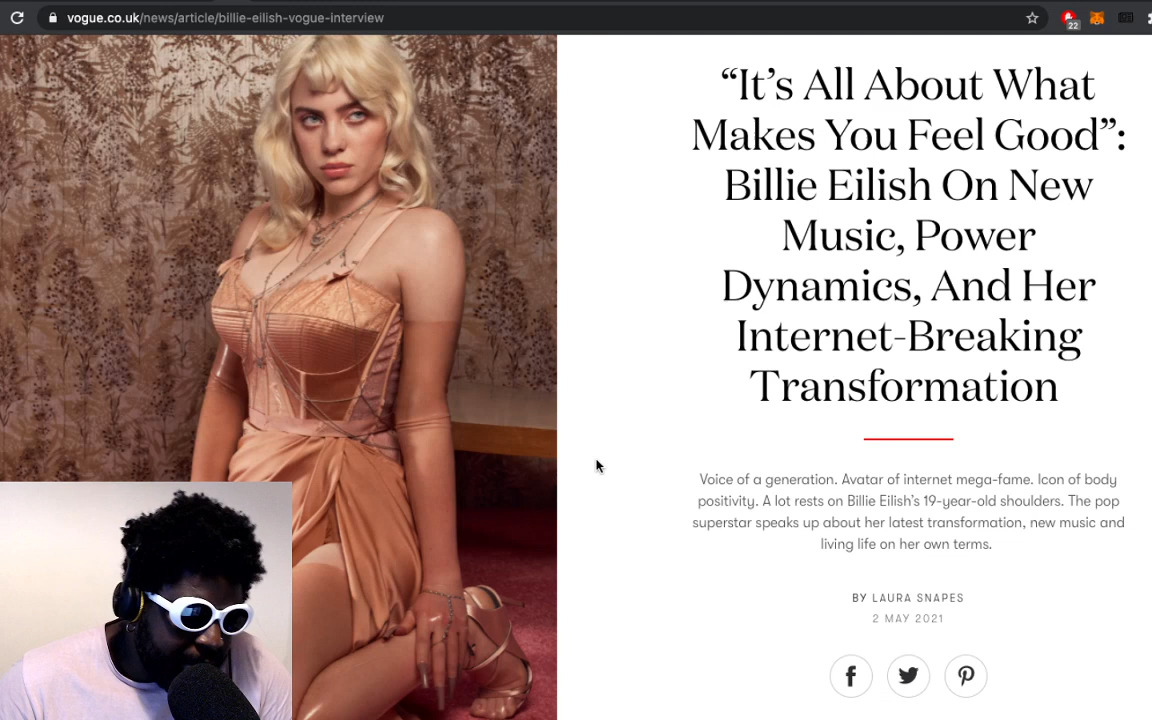 vogue.co.uk/news/article/billie-eilish-vogue-interview
22
“It’s All About What
Makes You Feel Good”:
Billie Eilish On New
Music, Power
Dynamics, And Her
Internet-Breaking
Transformation
Voice of a generation. Avatar of internet mega-fame. Icon of body
positivity. A lot rests on Billie Eilish’s 19-year-old shoulders. The pop
superstar speaks up about her latest transformation, new music and
living life on her own terms.
BY LAURA SNAPES
2 MAY 2021